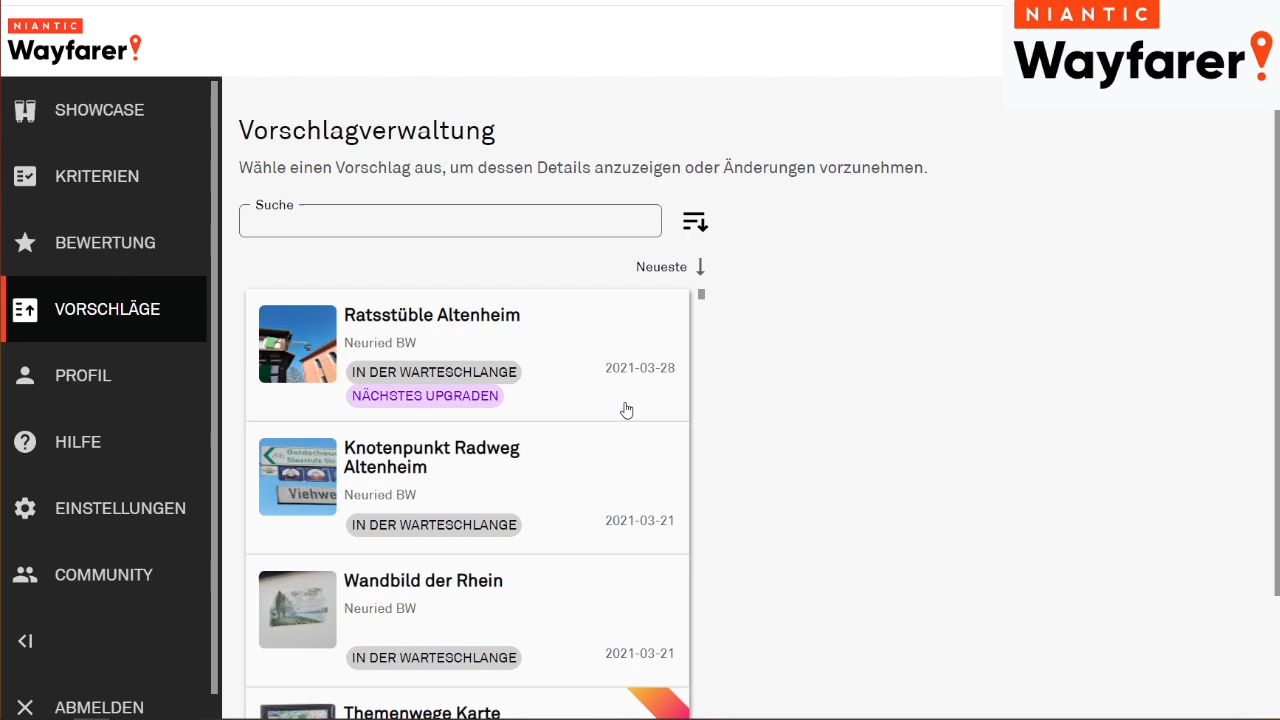 NIANTIC
Wayfarer!
NIANTIC
Wayfarer!
SHOWCASE
KRITERIEN
BEWERTUNG
VORSCHLÄGE
PROFIL
HILFE
EINSTELLUNGEN
COMMUNITY
ABMELDEN
Vorschlagverwaltung
Wähle einen Vorschlag aus, um dessen Details anzuzeigen oder Änderungen vorzunehmen.
Suche
Neueste
Ratsstüble Altenheim
Neuried BW
IN DER WARTESCHLANGE
2021-03-28
NÄCHSTES UPGRADEN
Knotenpunkt Radweg
Altenheim
Neuried BW
IN DER WARTESCHLANGE
2021-03-21
Viehwe
Wandbild der Rhein
Neuried BW
IN DER WARTESCHLANGE
2021-03-21
Themenwege Karte